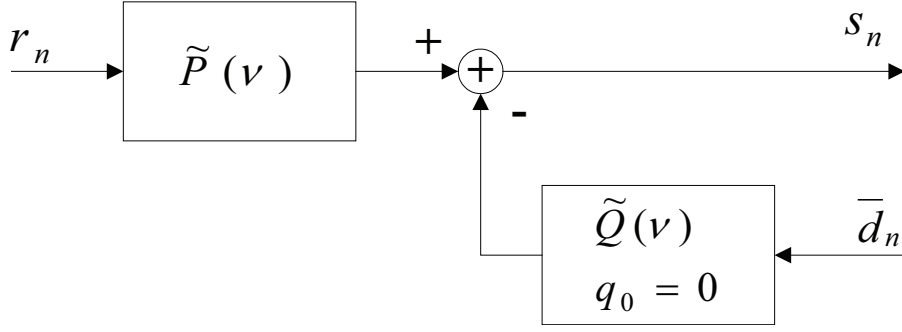 r_n
P̃(ν)
+
+
-
s_n
Q̃(ν)
q_0 = 0
d̅_n